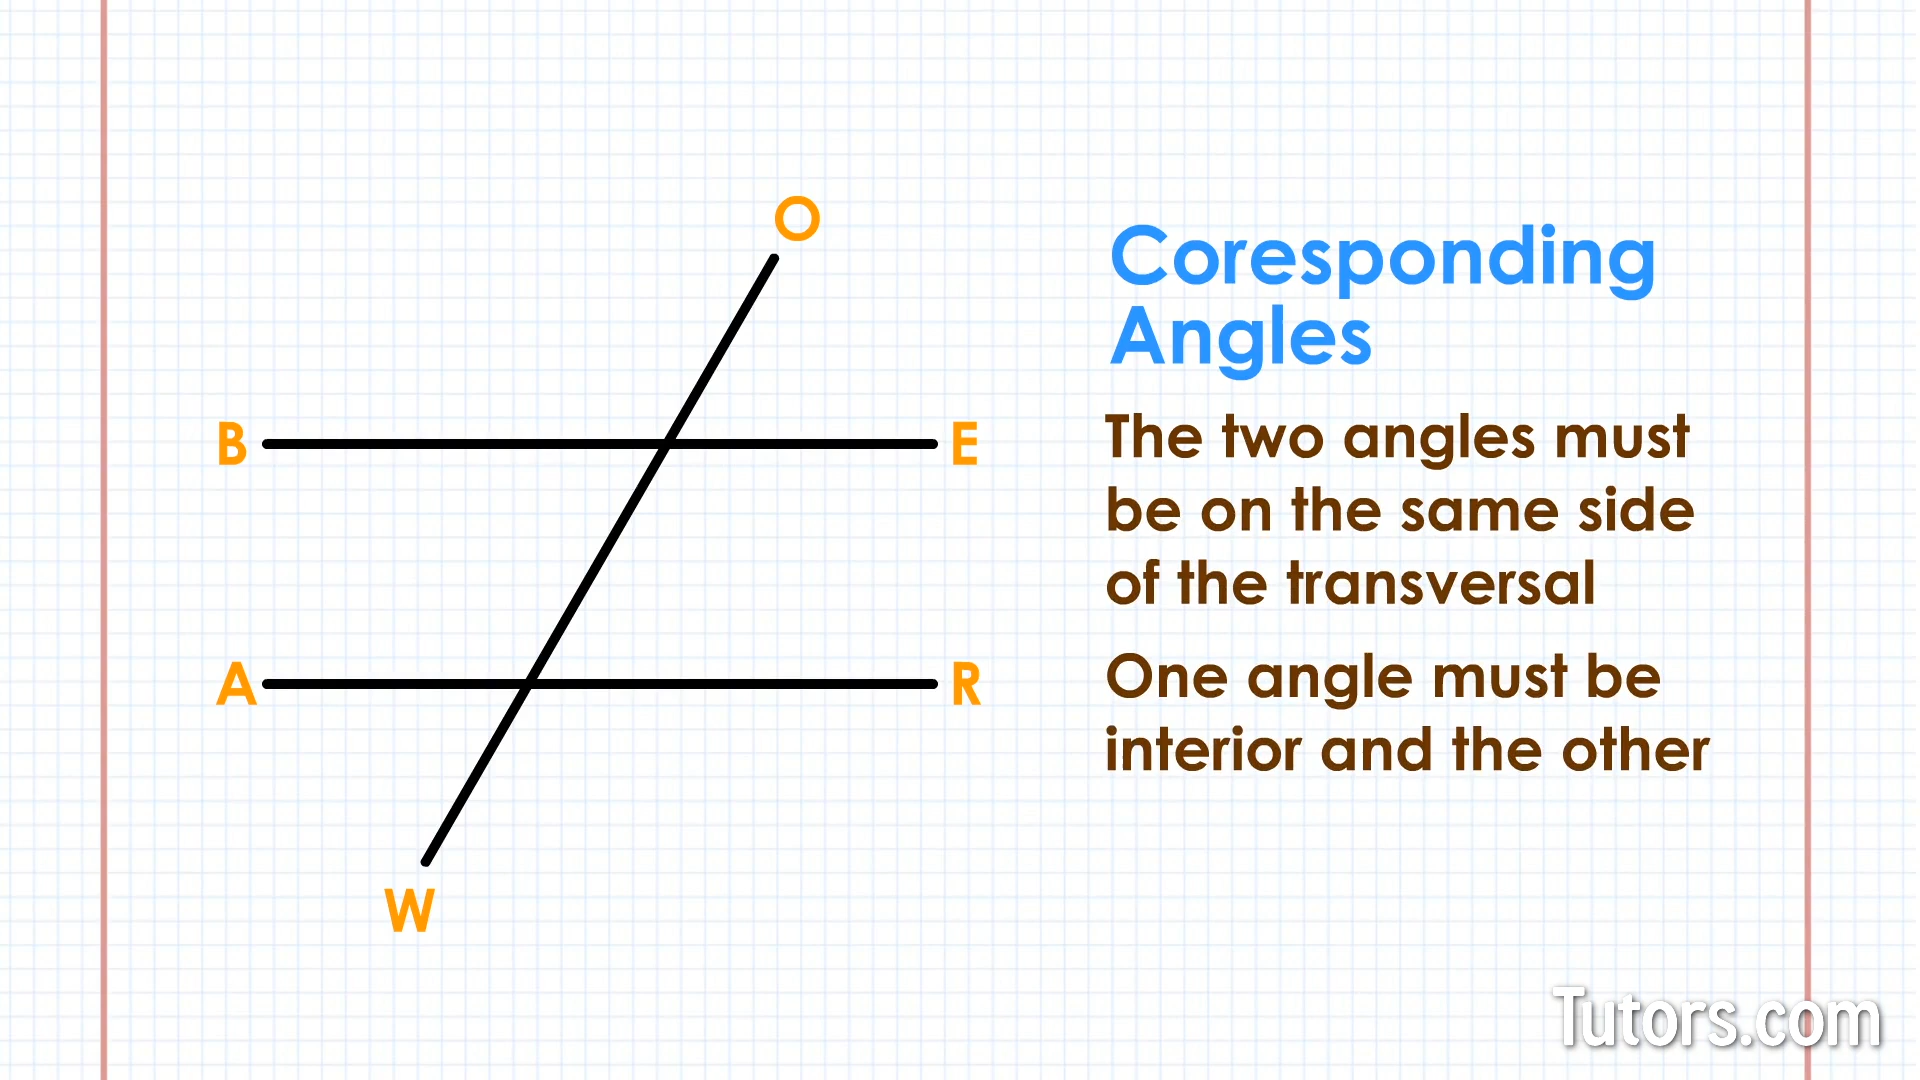 O
Coresponding
Angles
B
E
The two angles must
be on the same side
of the transversal
A
R
One angle must be
interior and the other
W
Tutors.com